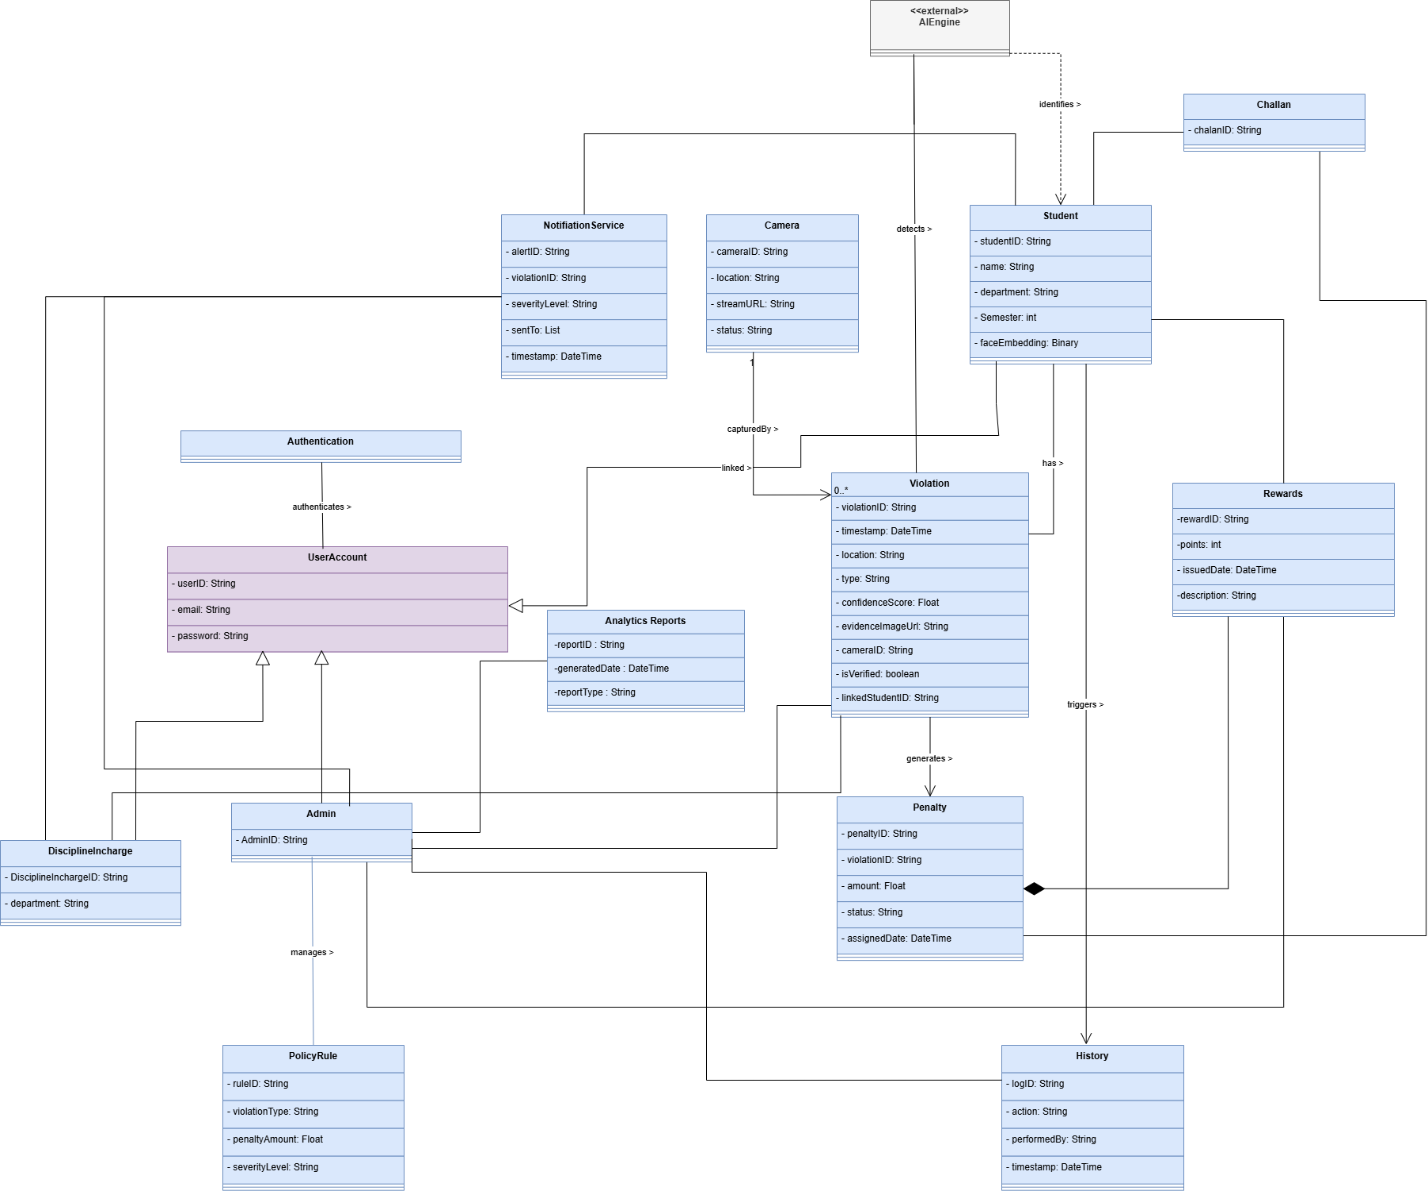 <<external>>
AIEngine
identifies >
Challan
- chalanID: String
detects >
Student
- studentID: String
- name: String
- department: String
- Semester: int
- faceEmbedding: Binary
NotifiationService
- alertID: String
- violationID: String
- severityLevel: String
- sentTo: List
- timestamp: DateTime
Camera
- cameraID: String
- location: String
- streamURL: String
- status: String
1
capturedBy >
linked >
has >
0..*
Authentication
authenticates >
UserAccount
- userID: String
- email: String
- password: String
Violation
- violationID: String
- timestamp: DateTime
- location: String
- type: String
- confidenceScore: Float
- evidenceImageUrl: String
- cameraID: String
- isVerified: boolean
- linkedStudentID: String
Rewards
-rewardID: String
-points: int
- issuedDate: DateTime
-description: String
Analytics Reports
-reportID : String
-generatedDate : DateTime
-reportType : String
triggers >
generates >
Admin
- AdminID: String
DisciplineIncharge
- DisciplineInchargeID: String
- department: String
Penalty
- penaltyID: String
- violationID: String
- amount: Float
- status: String
- assignedDate: DateTime
manages >
PolicyRule
- ruleID: String
- violationType: String
- penaltyAmount: Float
- severityLevel: String
History
- logID: String
- action: String
- performedBy: String
- timestamp: DateTime